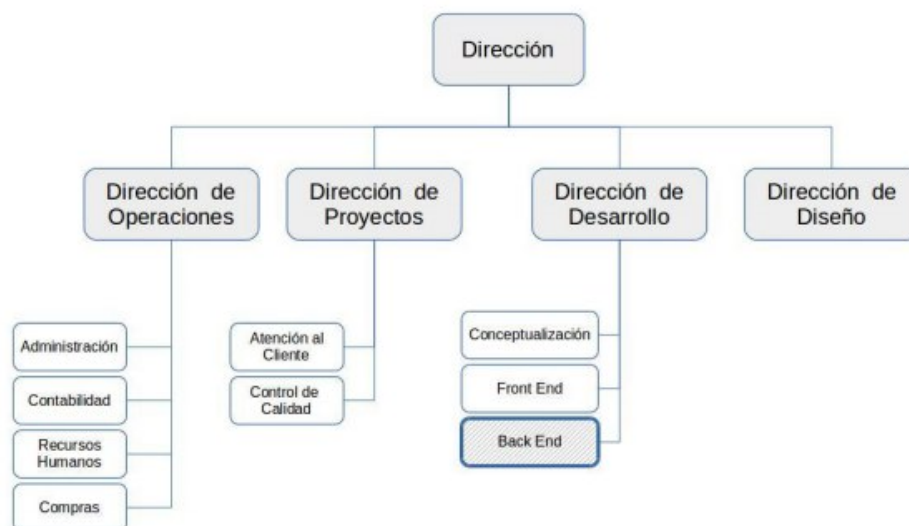 Dirección
Dirección de
Operaciones
Dirección de
Proyectos
Dirección de
Desarrollo
Dirección de
Diseño
Administración
Contabilidad
Recursos
Humanos
Compras
Atención al
Cliente
Control de
Calidad
Conceptualización
Front End
Back End